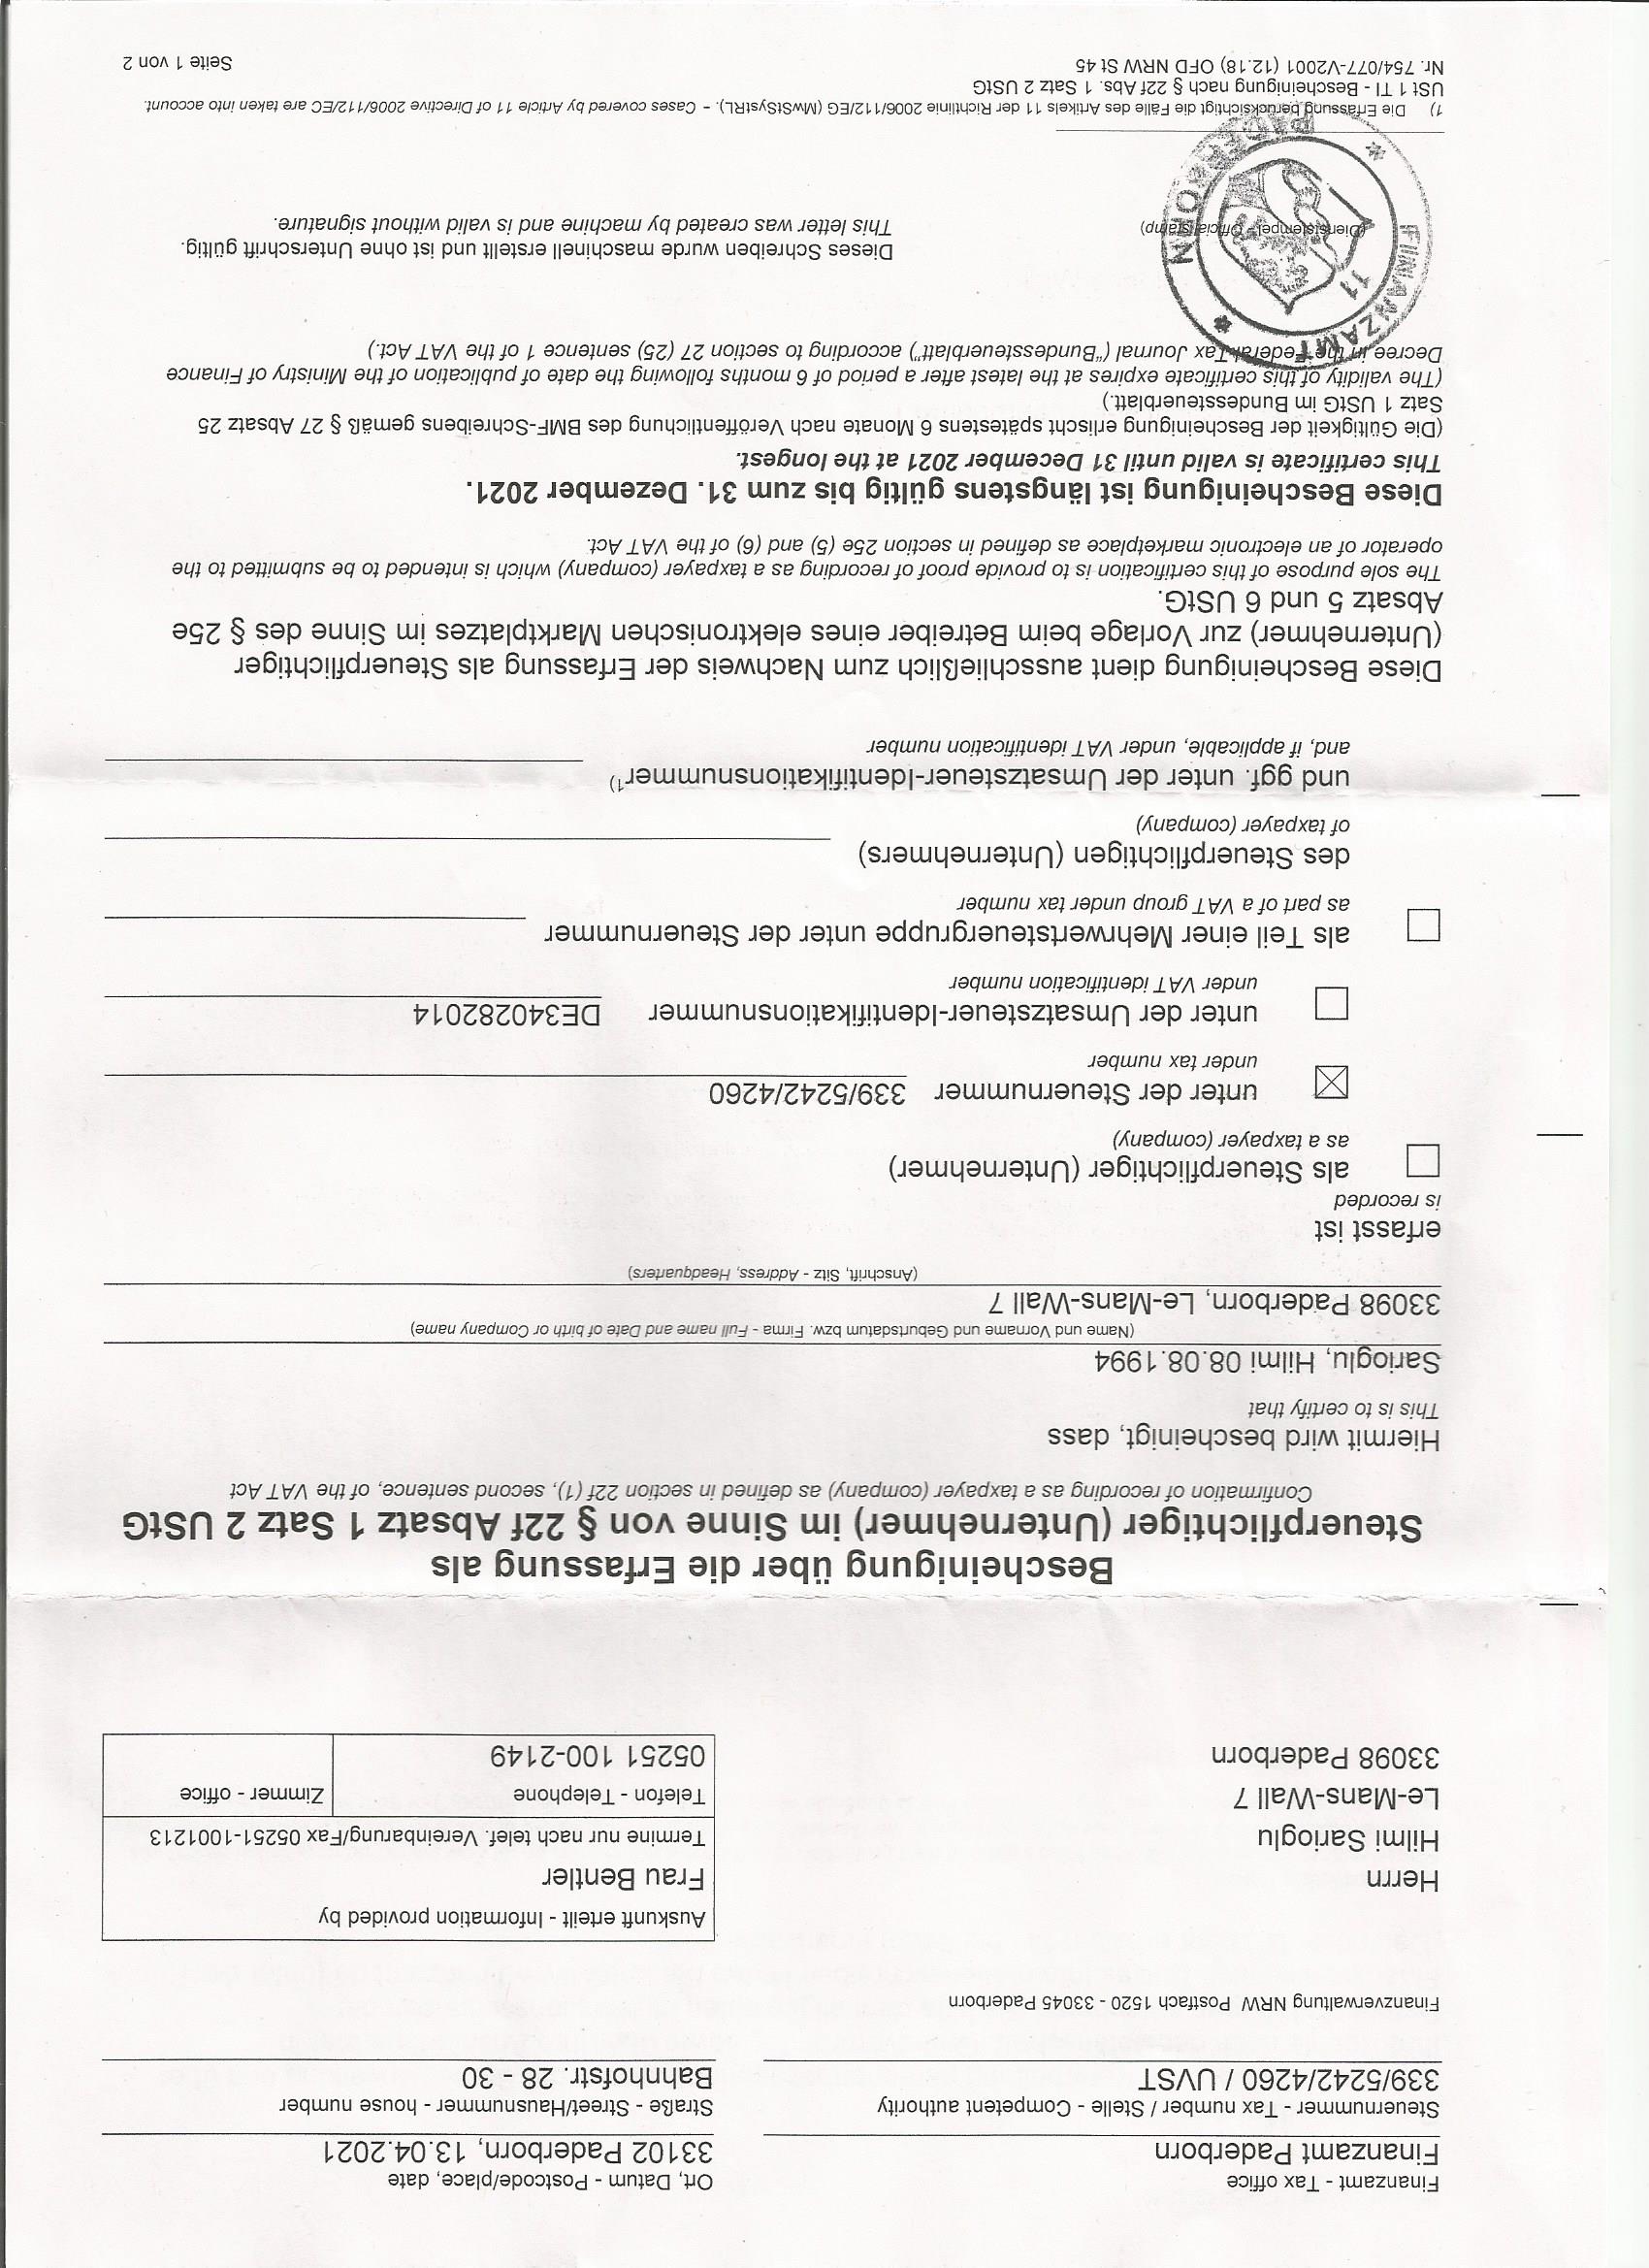 Finanzamt - Tax office
Finanzamt Paderborn
Ort, Datum - Postcode/place, date
33102 Paderborn, 13.04.2021
Steuernummer - Tax number / Stelle - Competent authority
339/5242/4260 / UVST
Straße - Street/Hausnummer - house number
Bahnhofstr. 28 - 30
Finanzverwaltung NRW Postfach 1520 - 33045 Paderborn
Herrn
Hilmi Sarioglu
Le-Mans-Wall 7
33098 Paderborn
Auskunft erteilt - Information provided by
Frau Bentler
Termine nur nach telef. Vereinbarung/Fax 05251-1001213
Telefon - Telephone
05251 100-2149
Zimmer - office
Bescheinigung über die Erfassung als
Steuerpflichtiger (Unternehmer) im Sinne von § 22f Absatz 1 Satz 2 UStG
Confirmation of recording as a taxpayer (company) as defined in section 22f (1), second sentence, of the VAT Act
Hiermit wird bescheinigt, dass
This is to certify that
Sarioglu, Hilmi 08.08.1994
(Name und Vorname und Geburtsdatum bzw. Firma - Full name and Date of birth or Company name)
33098 Paderborn, Le-Mans-Wall 7
(Anschrift, Sitz - Address, Headquarters)
erfasst ist
is recorded
als Steuerpflichtiger (Unternehmer)
as a taxpayer (company)
unter der Steuernummer 339/5242/4260
under tax number
unter der Umsatzsteuer-Identifikationsnummer DE340282014
under VAT identification number
als Teil einer Mehrwertsteuergruppe unter der Steuernummer
as part of a VAT group under tax number
des Steuerpflichtigen (Unternehmers)
of taxpayer (company)
und ggf. unter der Umsatzsteuer-Identifikationsnummer1)
and, if applicable, under VAT identification number
Diese Bescheinigung dient ausschließlich zum Nachweis der Erfassung als Steuerpflichtiger
(Unternehmer) zur Vorlage beim Betreiber eines elektronischen Marktplatzes im Sinne des § 25e
Absatz 5 und 6 UStG.
The sole purpose of this certification is to provide proof of recording as a taxpayer (company) which is intended to be submitted to the
operator of an electronic marketplace as defined in section 25e (5) and (6) of the VAT Act.
Diese Bescheinigung ist längstens gültig bis zum 31. Dezember 2021.
This certificate is valid until 31 December 2021 at the longest.
(Die Gültigkeit der Bescheinigung erlischt spätestens 6 Monate nach Veröffentlichung des BMF-Schreibens gemäß § 27 Absatz 25
Satz 1 UStG im Bundessteuerblatt.)
(The validity of this certificate expires at the latest after a period of 6 months following the date of publication of the Ministry of Finance
Decree in the Federal Tax Journal (“Bundessteuerblatt”) according to section 27 (25) sentence 1 of the VAT Act.)
FINANZAMT
11
PADERBORN
(Dienststempel - Official stamp)
Dieses Schreiben wurde maschinell erstellt und ist ohne Unterschrift gültig.
This letter was created by machine and is valid without signature.
1) Die Erfassung berücksichtigt die Fälle des Artikels 11 der Richtlinie 2006/112/EG (MwStSystRL). – Cases covered by Article 11 of Directive 2006/112/EC are taken into account.
USt 1 TI - Bescheinigung nach § 22f Abs. 1 Satz 2 UStG
Nr. 754/077-V2001 (12.18) OFD NRW St 45
Seite 1 von 2